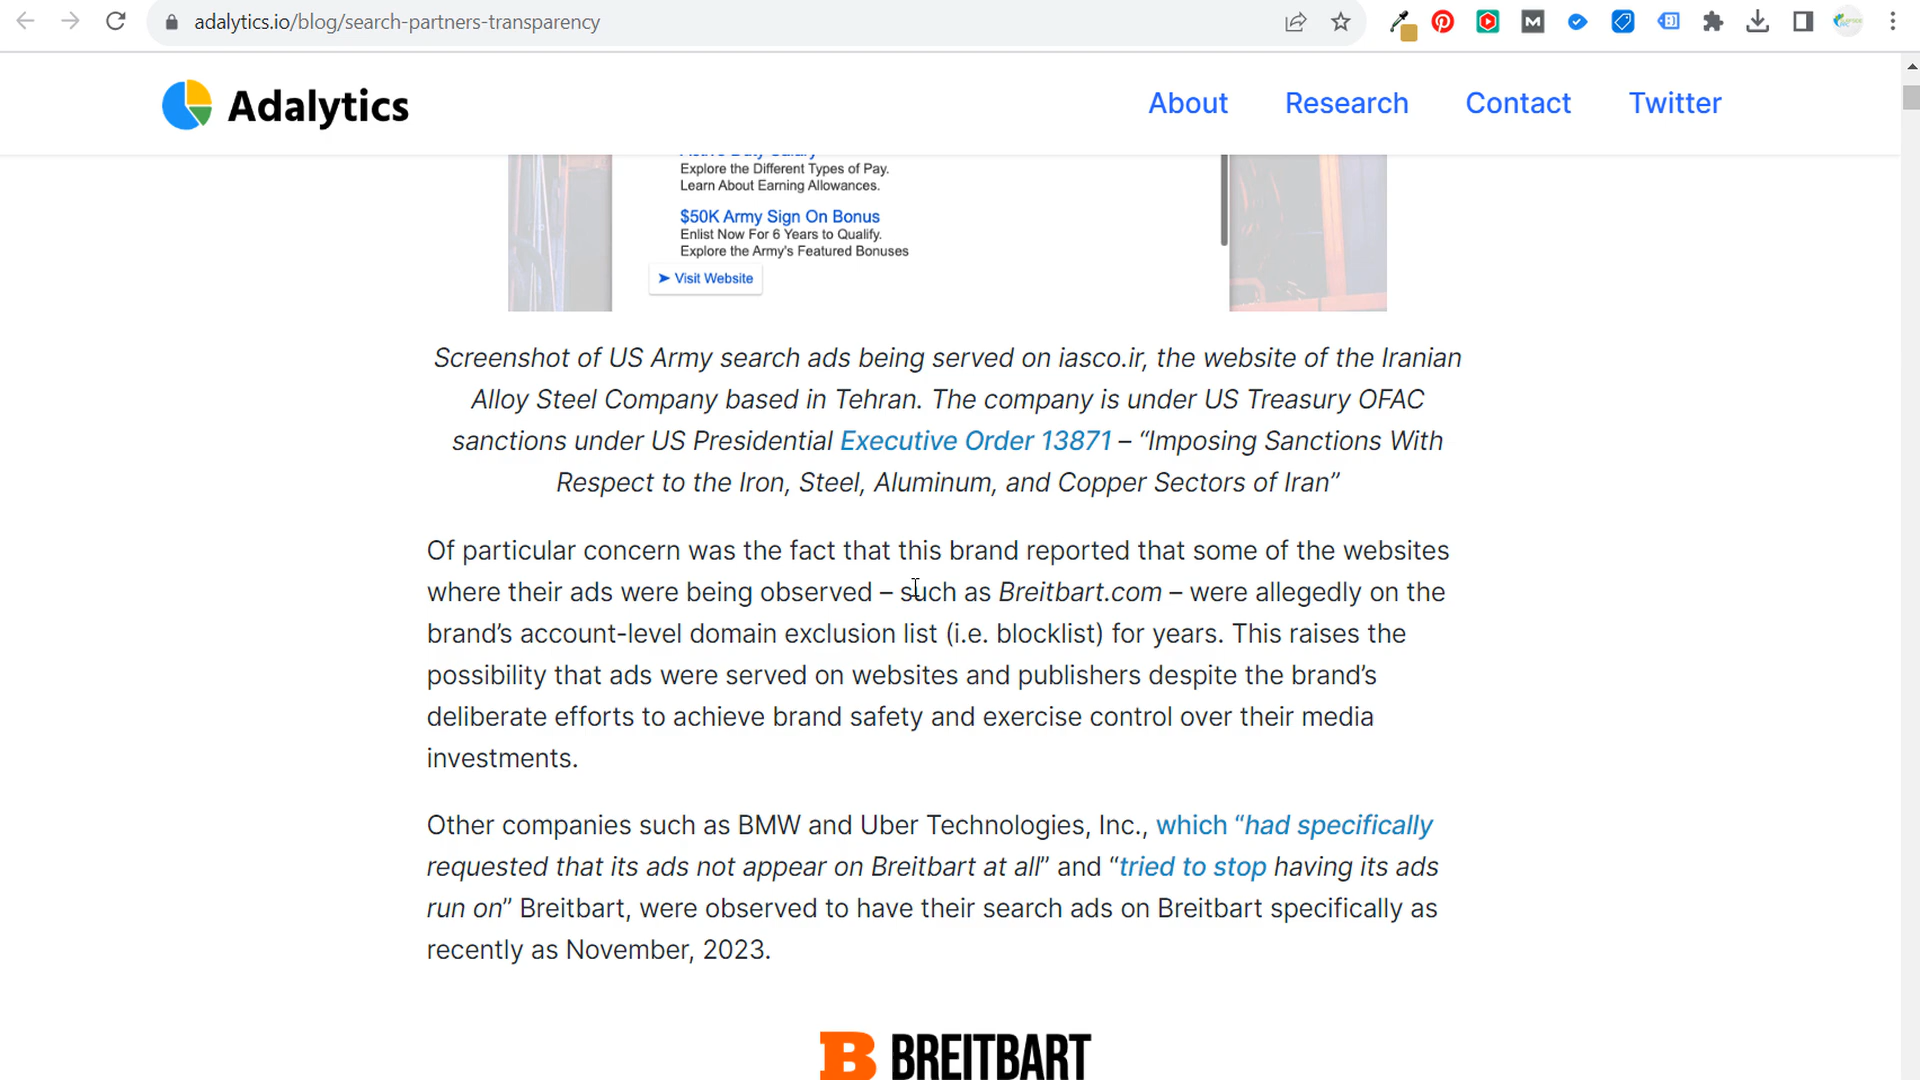 adalytics.io/blog/search-partners-transparency
Adalytics
About
Research
Contact
Twitter
Active Duty Salary
Explore the Different Types of Pay.
Learn About Earning Allowances.
$50K Army Sign On Bonus
Enlist Now For 6 Years to Qualify.
Explore the Army's Featured Bonuses
Visit Website
Screenshot of US Army search ads being served on iasco.ir, the website of the Iranian
Alloy Steel Company based in Tehran. The company is under US Treasury OFAC
sanctions under US Presidential Executive Order 13871 – “Imposing Sanctions With
Respect to the Iron, Steel, Aluminum, and Copper Sectors of Iran”
Of particular concern was the fact that this brand reported that some of the websites
where their ads were being observed – such as Breitbart.com – were allegedly on the
brand’s account-level domain exclusion list (i.e. blocklist) for years. This raises the
possibility that ads were served on websites and publishers despite the brand’s
deliberate efforts to achieve brand safety and exercise control over their media
investments.
Other companies such as BMW and Uber Technologies, Inc., which “had specifically
requested that its ads not appear on Breitbart at all” and “tried to stop having its ads
run on” Breitbart, were observed to have their search ads on Breitbart specifically as
recently as November, 2023.
B BREITBART